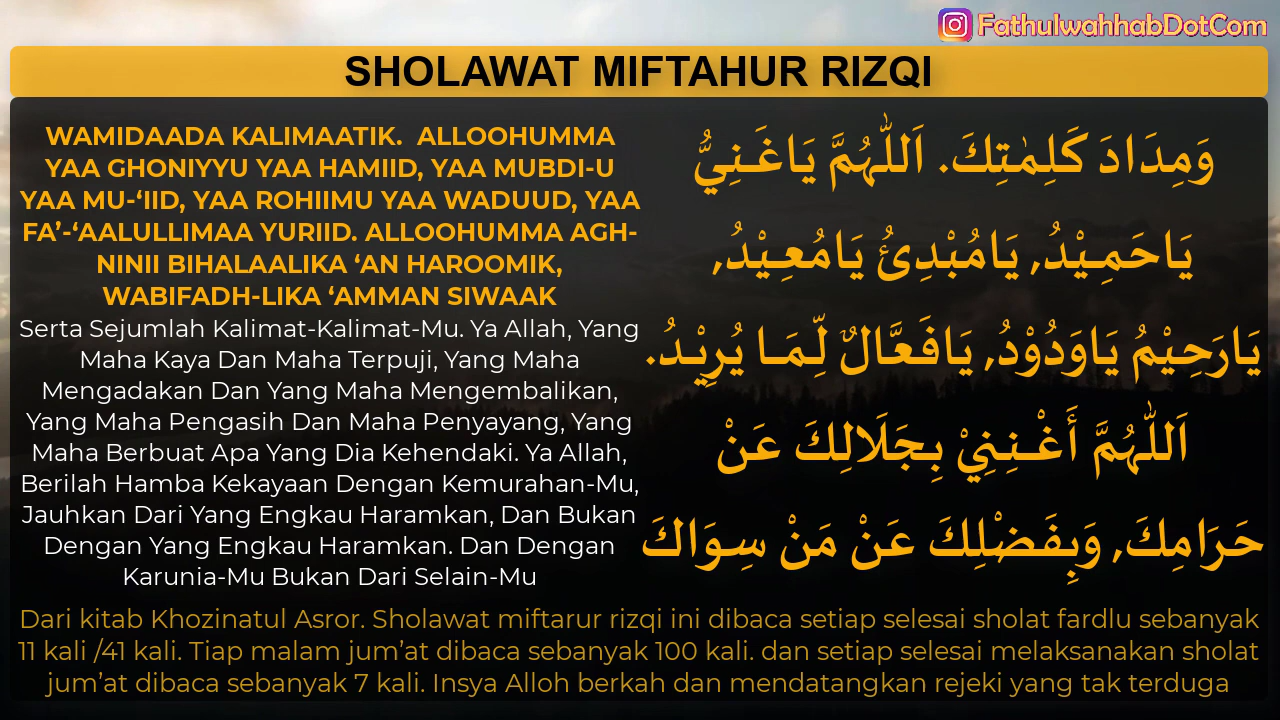 FathulwahhabDotCom
SHOLAWAT MIFTAHUR RIZQI
WAMIDAADA KALIMAATIK.  ALLOOHUMMA
YAA GHONIYYU YAA HAMIID, YAA MUBDI-U
YAA MU-‘IID, YAA ROHIIMU YAA WADUUD, YAA
FA’-‘AALULLIMAA YURIID. ALLOOHUMMA AGH-
NINII BIHALAALIKA ‘AN HAROOMIK,
WABIFADH-LIKA ‘AMMAN SIWAAK
Serta Sejumlah Kalimat-Kalimat-Mu. Ya Allah, Yang
Maha Kaya Dan Maha Terpuji, Yang Maha
Mengadakan Dan Yang Maha Mengembalikan,
Yang Maha Pengasih Dan Maha Penyayang, Yang
Maha Berbuat Apa Yang Dia Kehendaki. Ya Allah,
Berilah Hamba Kekayaan Dengan Kemurahan-Mu,
Jauhkan Dari Yang Engkau Haramkan, Dan Bukan
Dengan Yang Engkau Haramkan. Dan Dengan
Karunia-Mu Bukan Dari Selain-Mu
وَمِدَادَ كَلِمٰتِكَ. اَللّٰهُمَّ يَاغَـنِيُّ
يَاحَمِـيْدُ, يَامُبْدِئُ يَامُعِـيْدُ,
يَارَحِيْمُ يَاوَدُوْدُ, يَافَعَّالٌ لِّمَـا يُرِيْـدُ.
اَللّٰهُمَّ أَغْـنِنِيْ بِجَلَالِكَ عَنْ
حَرَامِكَ, وَبِفَضْلِكَ عَنْ مَنْ سِـوَاكَ
Dari kitab Khozinatul Asror. Sholawat miftarur rizqi ini dibaca setiap selesai sholat fardlu sebanyak
11 kali /41 kali. Tiap malam jum’at dibaca sebanyak 100 kali. dan setiap selesai melaksanakan sholat
jum’at dibaca sebanyak 7 kali. Insya Alloh berkah dan mendatangkan rejeki yang tak terduga